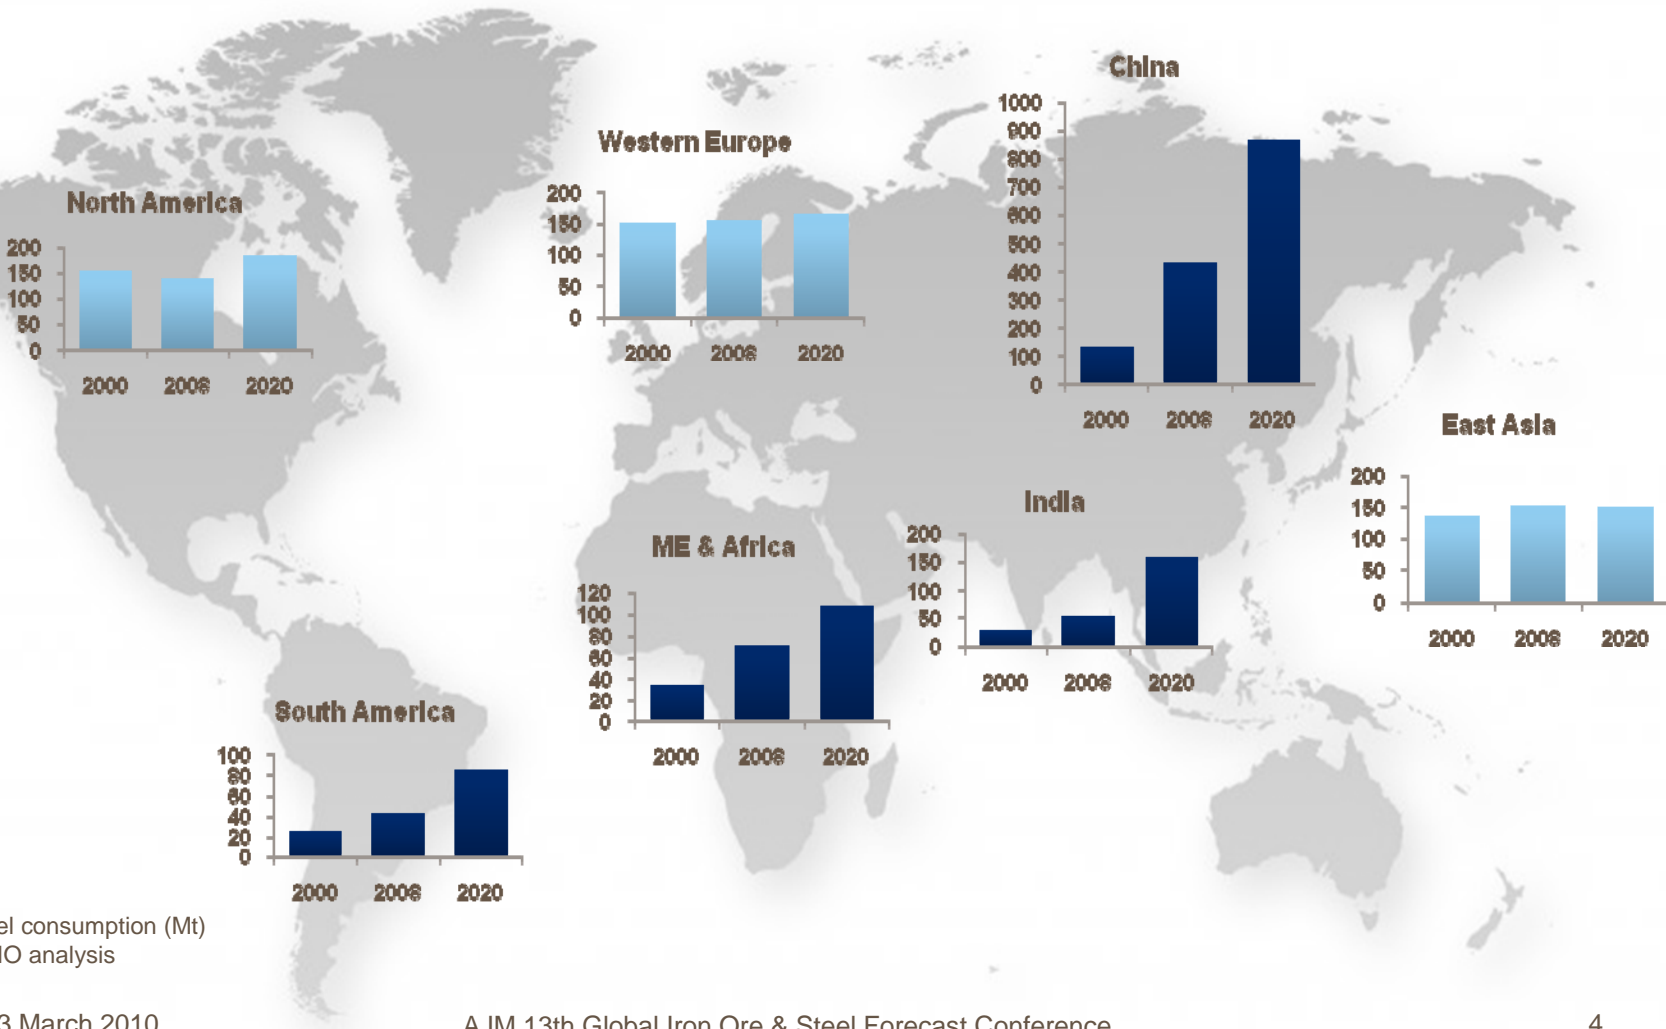 China
1000
900
800
700
600
500
400
300
200
100
0
2000 2008 2020
Western Europe
200
150
100
50
0
2000 2008 2020
North America
200
150
100
50
0
2000 2008 2020
East Asia
200
150
100
50
0
2000 2008 2020
India
200
150
100
50
0
2000 2008 2020
ME & Africa
120
100
80
60
40
20
0
2000 2008 2020
South America
100
80
60
40
20
0
2000 2008 2020
el consumption (Mt)
IO analysis
3 March 2010
AJM 13th Global Iron Ore & Steel Forecast Conference
4